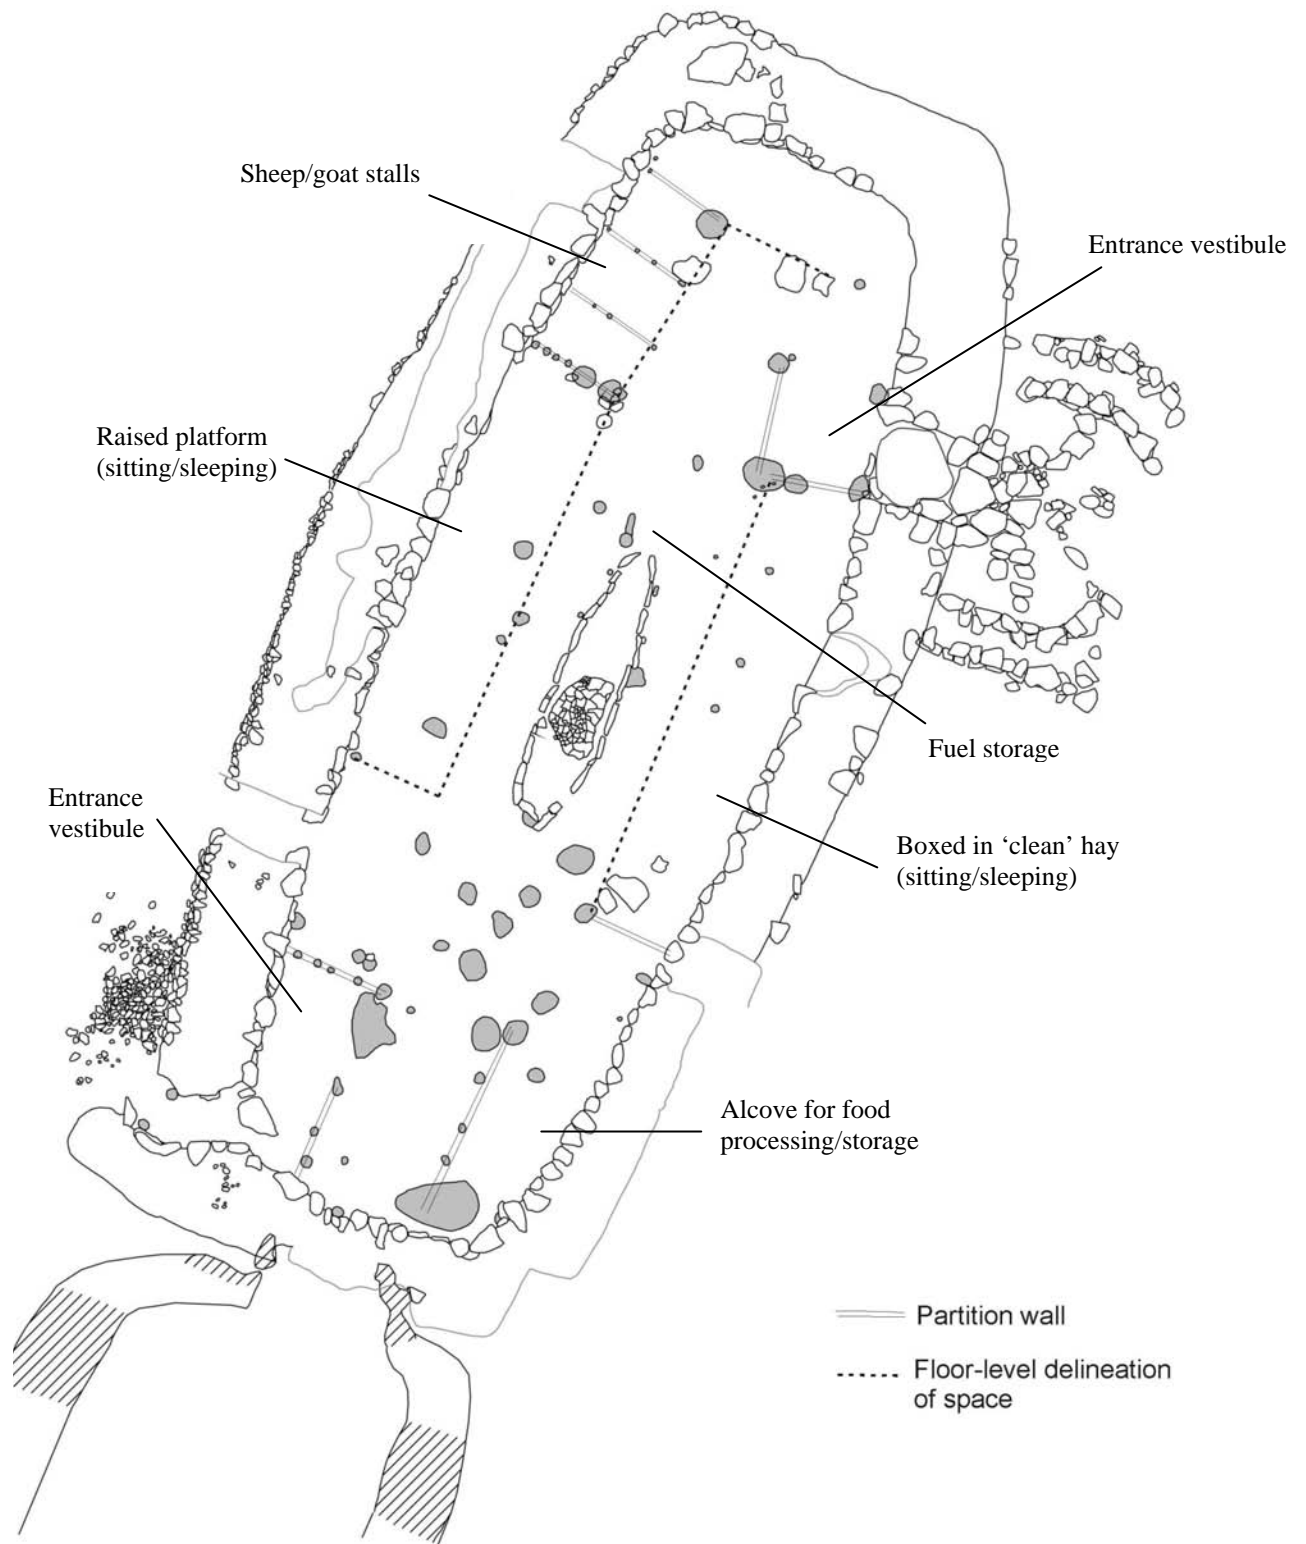 Sheep/goat stalls
Entrance vestibule
Raised platform
(sitting/sleeping)
Fuel storage
Entrance
vestibule
Boxed in ‘clean’ hay
(sitting/sleeping)
Alcove for food
processing/storage
Partition wall
Floor-level delineation
of space